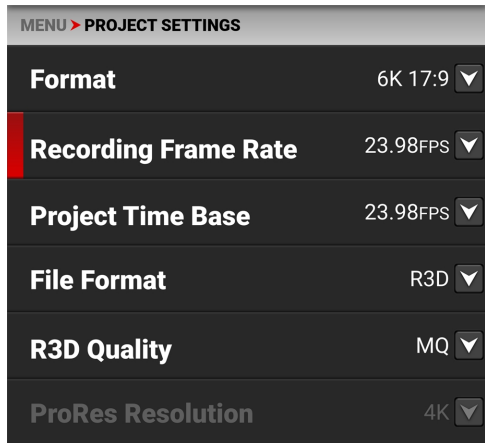 MENU PROJECT SETTINGS
Format 6K 17:9
Recording Frame Rate 23.98FPS
Project Time Base 23.98FPS
File Format R3D
R3D Quality MQ
ProRes Resolution 4K